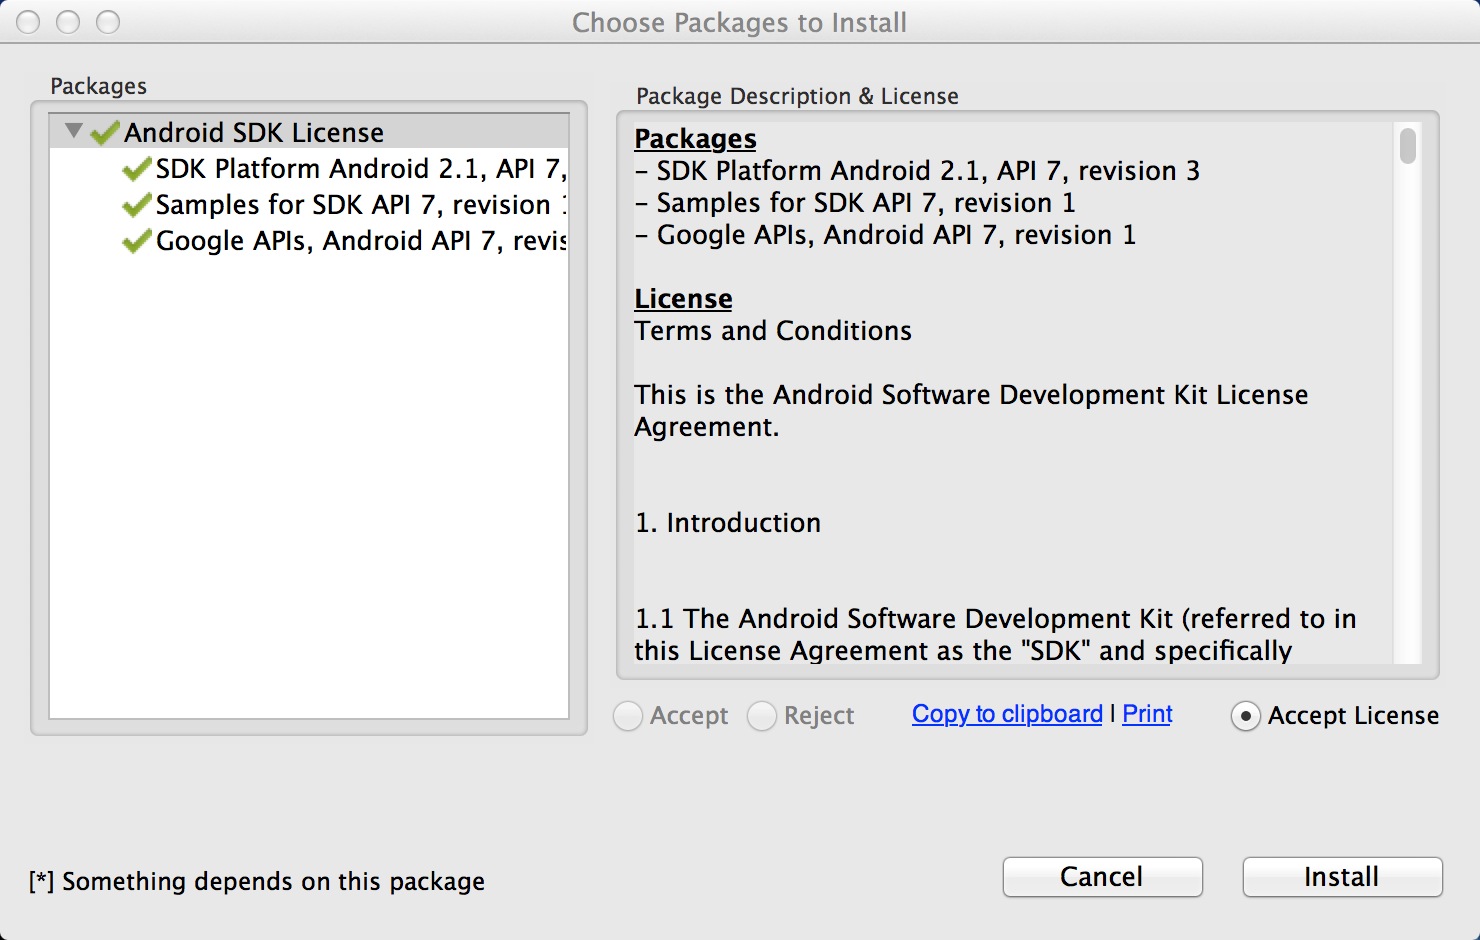 Choose Packages to Install
Packages
Android SDK License
SDK Platform Android 2.1, API 7,
Samples for SDK API 7, revision
Google APIs, Android API 7, revis
Package Description & License
Packages
- SDK Platform Android 2.1, API 7, revision 3
- Samples for SDK API 7, revision 1
- Google APIs, Android API 7, revision 1
License
Terms and Conditions
This is the Android Software Development Kit License
Agreement.
1. Introduction
1.1 The Android Software Development Kit (referred to in
this License Agreement as the "SDK" and specifically
Accept
Reject
Copy to clipboard | Print
Accept License
[*] Something depends on this package
Cancel
Install